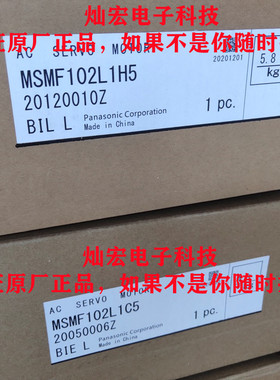 灿宏电子科技
AC SERVO MOTOR
证原厂正品，如果不是你随时
20201201
5.8
kg
MSMF102L1H5
20120010Z
1 pc.
BIL L
Panasonic Corporation
Made in China
灿宏电子科技
证原厂正品，如果不是你随时
AC SERVO MOTOR
MSMF102L1C5
20050006Z
1 pc.
BIE L
Panasonic Corporation
Made in China